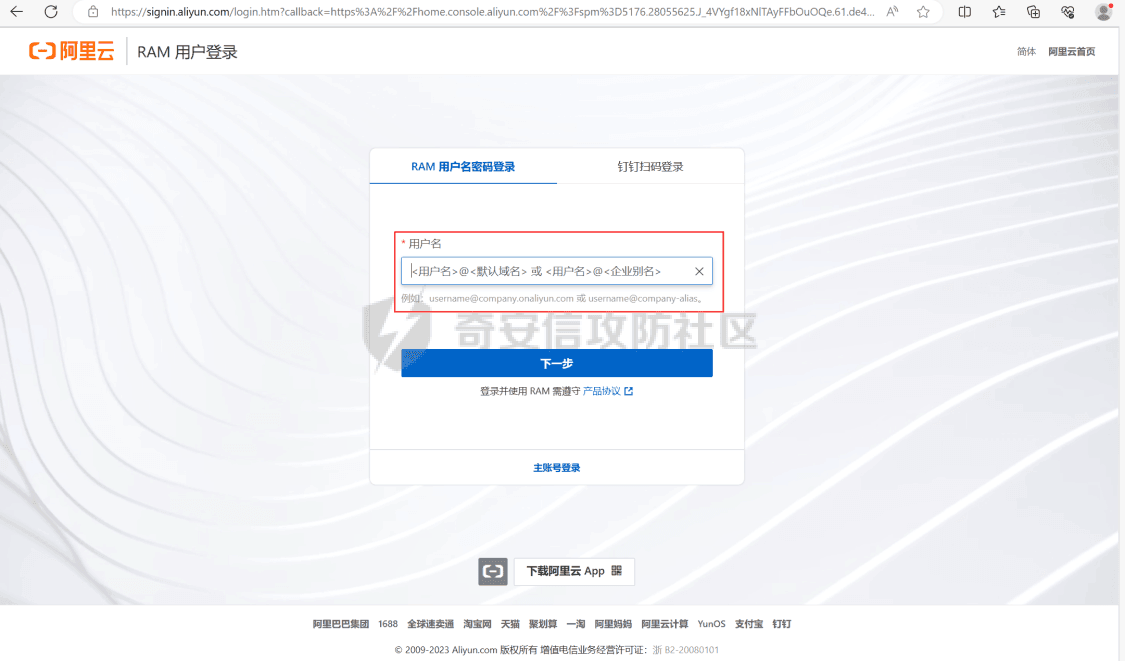 https://signin.aliyun.com/login.htm?callback=https%3A%2F%2Fhome.console.aliyun.com%2F%3Fspm%3D5176.28055625.J_4VYgf18xNlTAyFFbOuOQe.61.de4...
阿里云 RAM 用户登录
简体 阿里云首页
RAM 用户名密码登录 钉钉扫码登录
* 用户名
<用户名>@<默认域名> 或 <用户名>@<企业别名>
例如：username@company.onaliyun.com 或 username@company-alias。
奇安信攻防社区
下一步
登录并使用 RAM 需遵守 产品协议
主账号登录
下载阿里云 App
阿里巴巴集团 1688 全球速卖通 淘宝网 天猫 聚划算 一淘 阿里妈妈 阿里云计算 YunOS 支付宝 钉钉
© 2009-2023 Aliyun.com 版权所有 增值电信业务经营许可证： 浙 B2-20080101